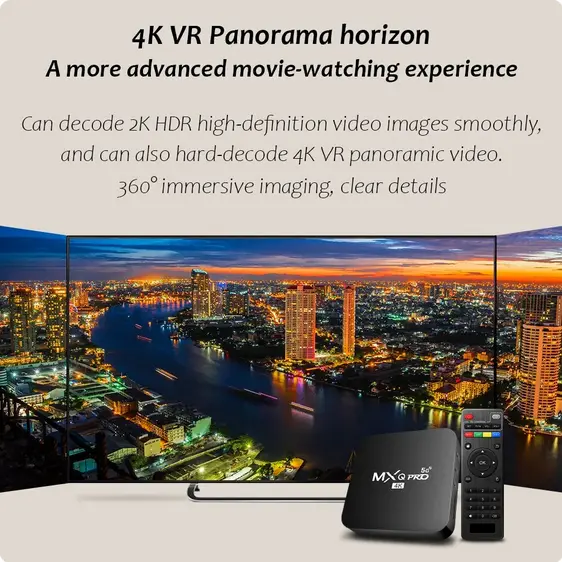 4K VR Panorama horizon
A more advanced movie-watching experience
Can decode 2K HDR high-definition video images smoothly,
and can also hard-decode 4K VR panoramic video.
360° immersive imaging, clear details
MXQ PRO 5G
4K
OK